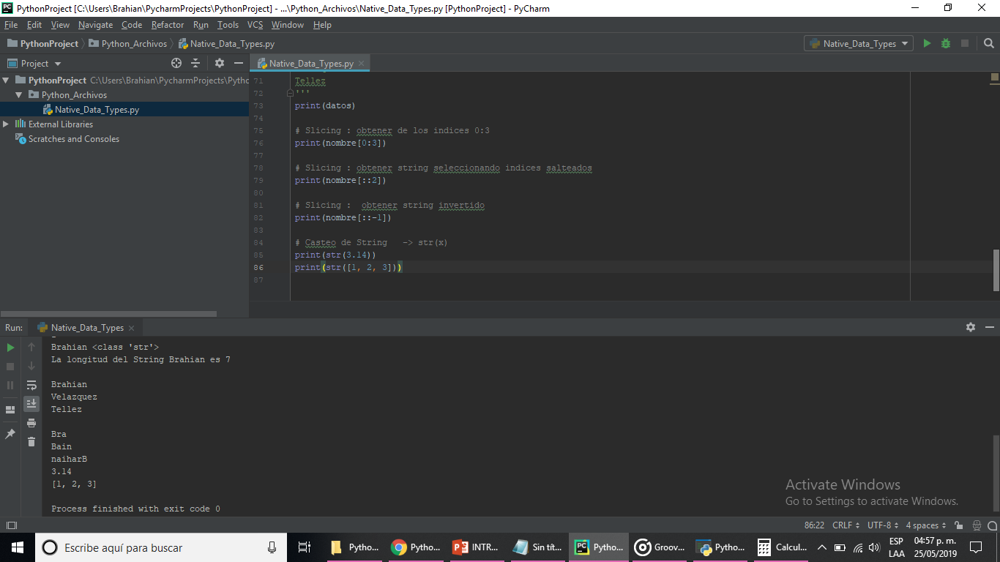 PythonProject [C:\Users\Brahian\PycharmProjects\PythonProject] - ...\Python_Archivos\Native_Data_Types.py [PythonProject] - PyCharm
File Edit View Navigate Code Refactor Run Tools VCS Window Help
PythonProject Python_Archivos Native_Data_Types.py Native_Data_Types
Project Native_Data_Types.py
PythonProject C:\Users\Brahian\PycharmProjects\Pytho
Python_Archivos
Native_Data_Types.py
External Libraries
Scratches and Consoles
71 Tellez
72 '''
73 print(datos)
74
75 # Slicing : obtener de los indices 0:3
76 print(nombre[0:3])
77
78 # Slicing : obtener string seleccionando indices salteados
79 print(nombre[::2])
80
81 # Slicing :  obtener string invertido
82 print(nombre[::-1])
83
84 # Casteo de String   -> str(x)
85 print(str(3.14))
86 print(str([1, 2, 3]))
87
Run: Native_Data_Types
Brahian <class 'str'>
La longitud del String Brahian es 7
Brahian
Velazquez
Tellez
Bra
Bain
naiharB
3.14
[1, 2, 3]
Process finished with exit code 0
Activate Windows
Go to Settings to activate Windows.
86:22 CRLF UTF-8 4 spaces
Escribe aquí para buscar
Pytho... Pytho... INTR... Sin tít... Pytho... Groov... Pytho... Calcul...
ESP 04:57 p. m.
LAA 25/05/2019